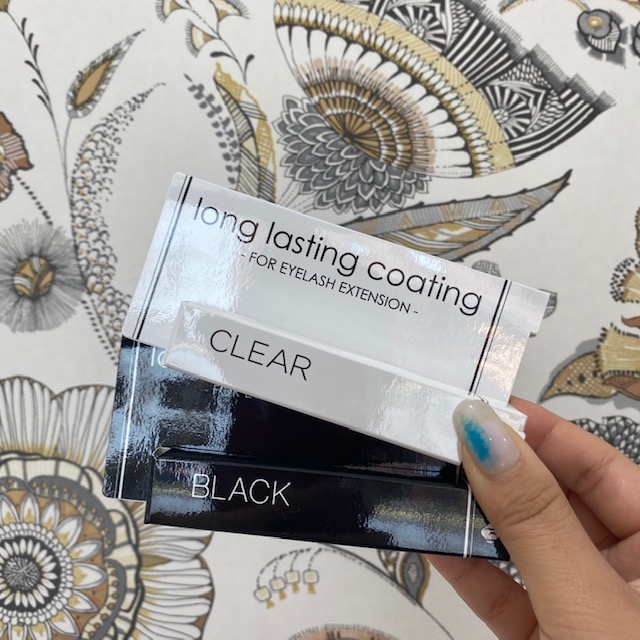 long lasting coating
- FOR EYELASH EXTENSION -
CLEAR
BLACK